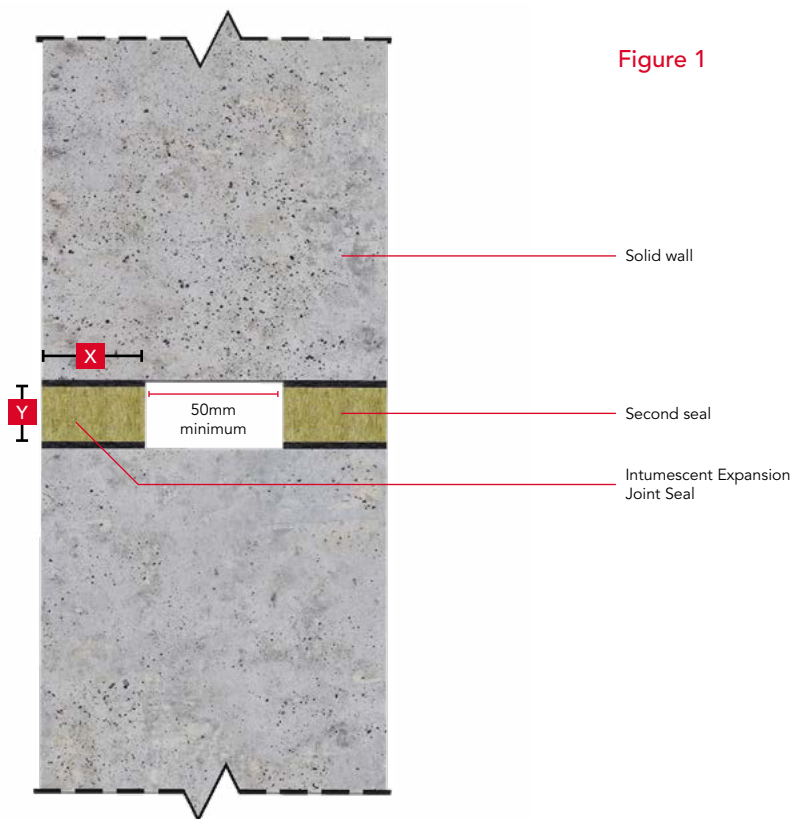 Figure 1
Solid wall
X
Y
50mm
minimum
Second seal
Intumescent Expansion
Joint Seal